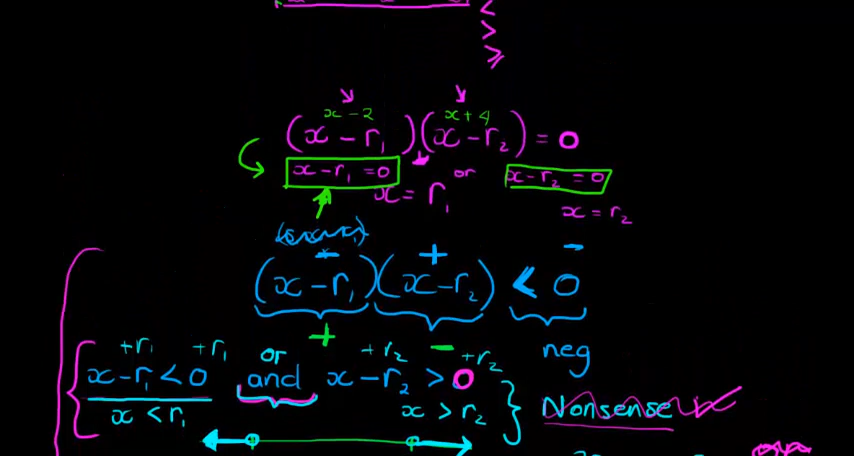 <
>
≥
x-2 x+4
(x-r₁)(x-r₂)=0
x-r₁=0 or x-r₂=0
x=r₁ x=r₂
- + -
(x-r₁)(x-r₂)<0
+ - neg
+r₁ +r₁ or +r₂ +r₂
x-r₁<0 and x-r₂>0
x<r₁ x>r₂ Nonsense